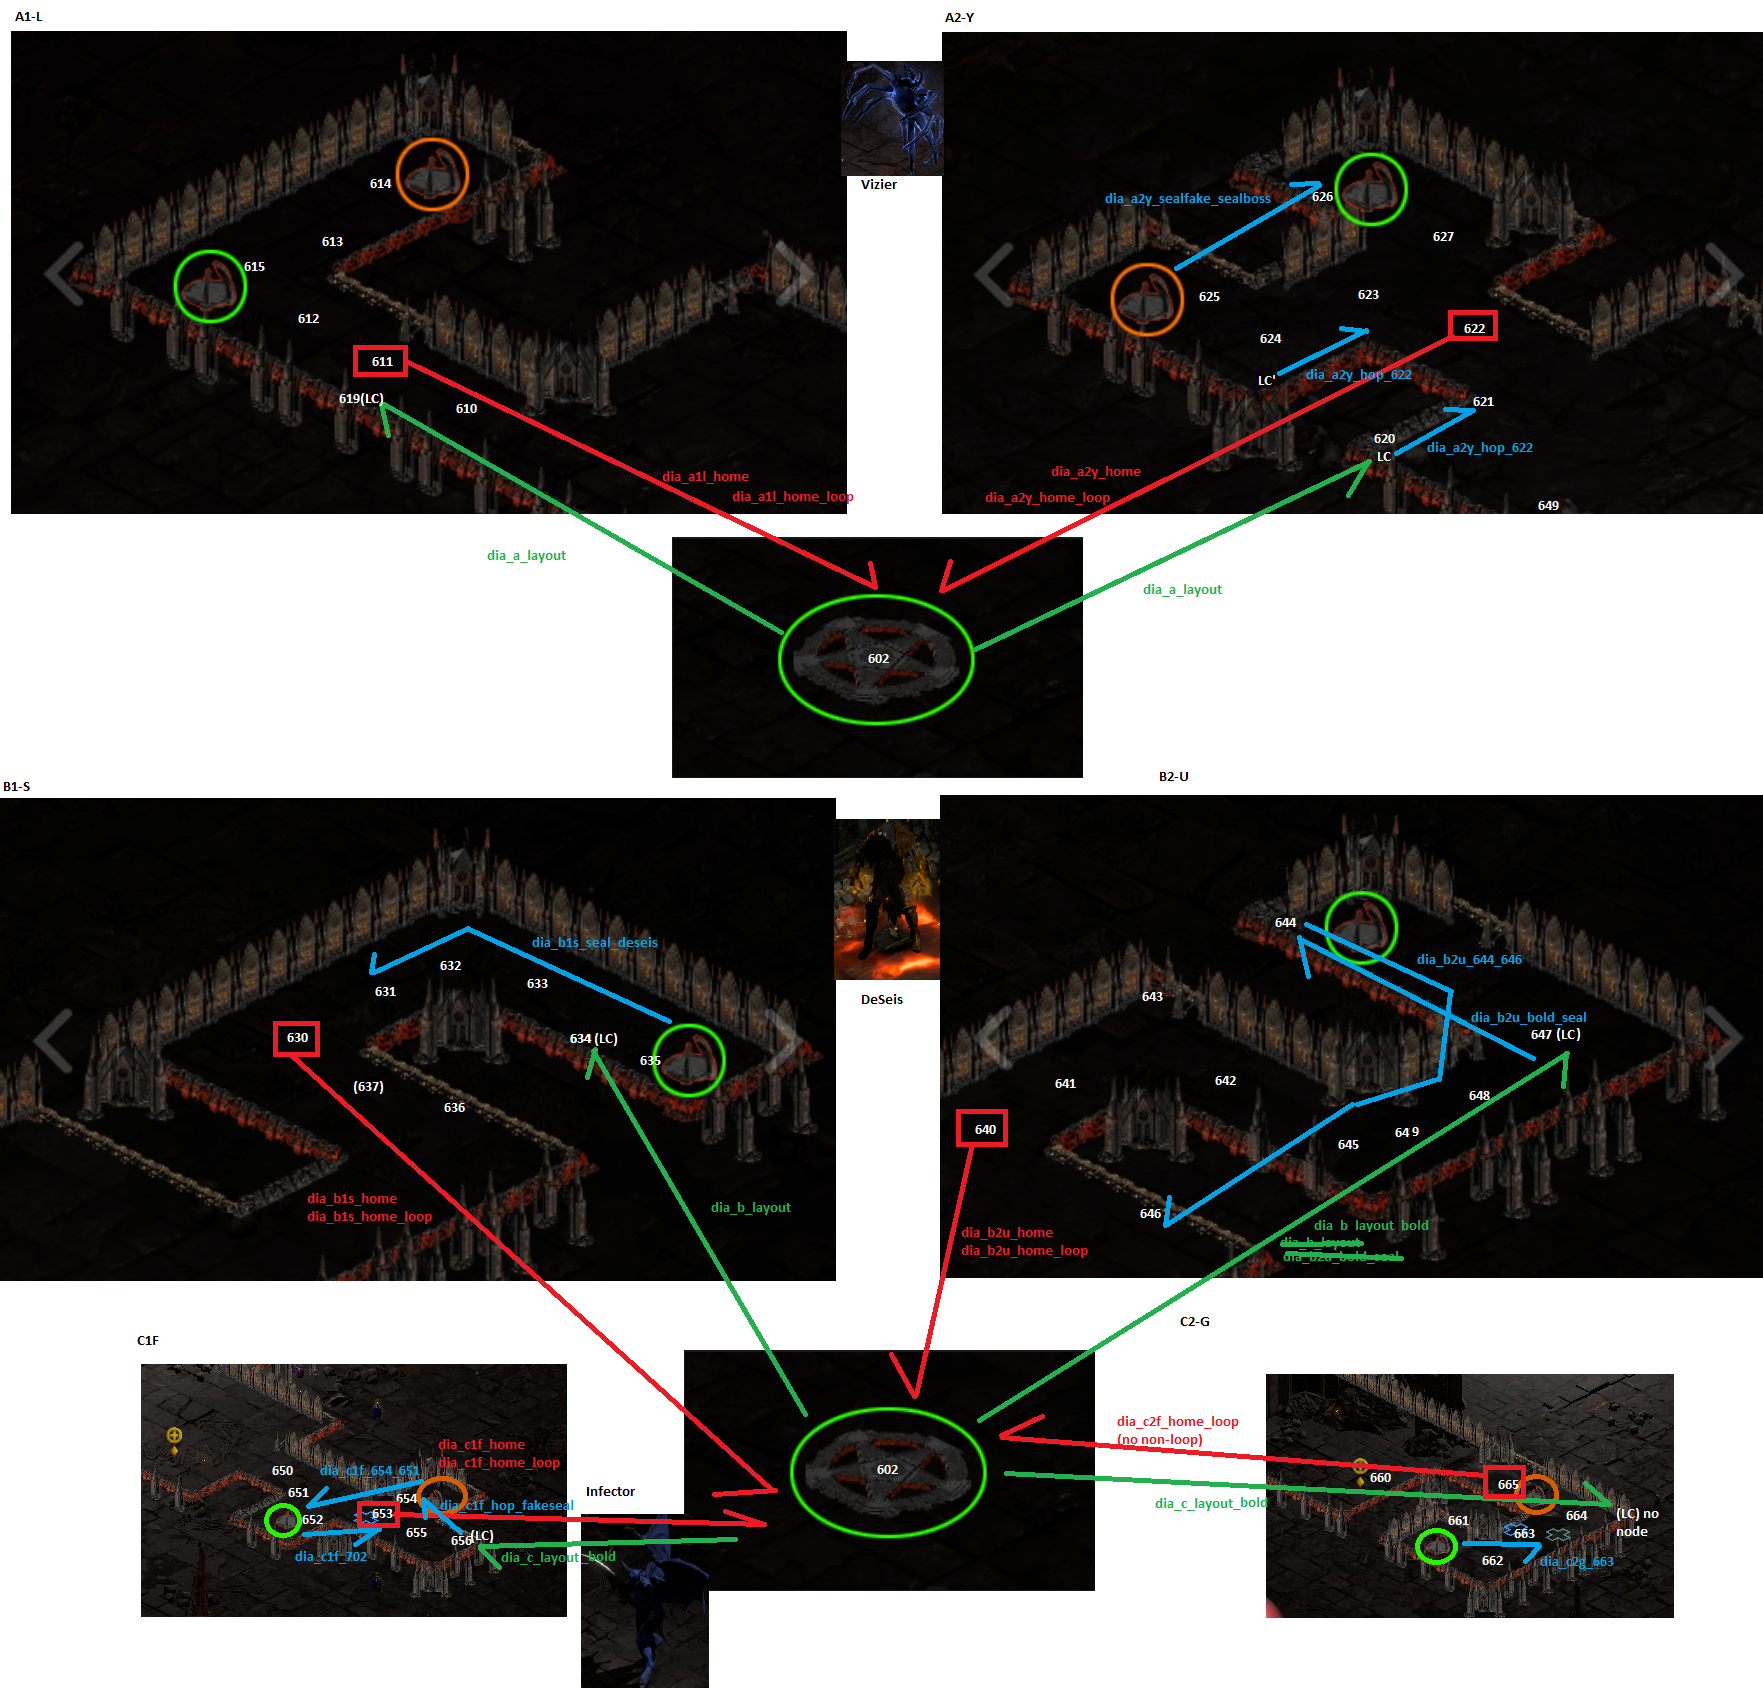 A1-L
A2-Y
614
613
615
612
611
619(LC)
610
Vizier
dia_a2y_sealfake_sealboss
626
627
625
623
622
624
LC'
dia_a2y_hop_622
621
620
LC
dia_a2y_hop_622
649
dia_a1l_home
dia_a1l_home_loop
dia_a2y_home
dia_a2y_home_loop
dia_a_layout
dia_a_layout
602
B1-S
B2-U
dia_b1s_seal_deseis
632
631
633
630
634 (LC)
635
(637)
636
DeSeis
644
dia_b2u_644_646
643
dia_b2u_bold_seal
647 (LC)
641
642
648
640
649
645
646
dia_b1s_home
dia_b1s_home_loop
dia_b_layout
dia_b2u_home
dia_b2u_home_loop
dia_b_layout_bold
dia_b_layout
dia_b2u_bold_seal
C1F
C2-G
dia_c1f_home
dia_c1f_home_loop
650
dia_c1f_654_651
651
654
dia_c1f_hop_fakeseal
652
653
655
656(LC)
dia_c1f_702
Infector
dia_c_layout_bold
602
dia_c2f_home_loop
(no non-loop)
dia_c_layout_bold
660
665
664
(LC) no
node
661
663
662
dia_c2g_663